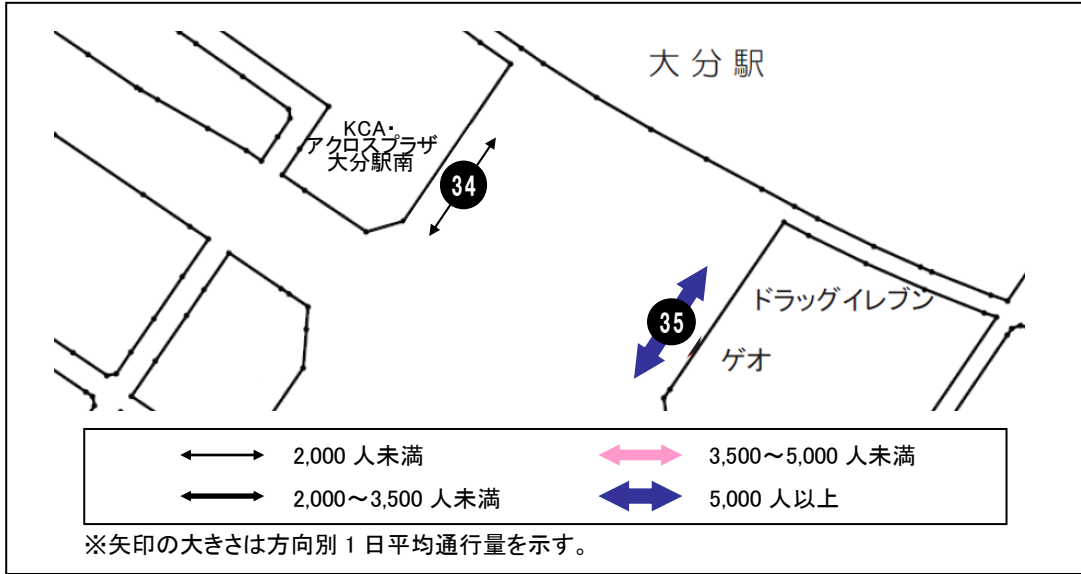 大分駅
KCA・
アクロスプラザ
大分駅南
34
35
ドラッグイレブン
ゲオ
2,000 人未満
3,500～5,000 人未満
2,000～3,500 人未満
5,000 人以上
※矢印の大きさは方向別 1 日平均通行量を示す。